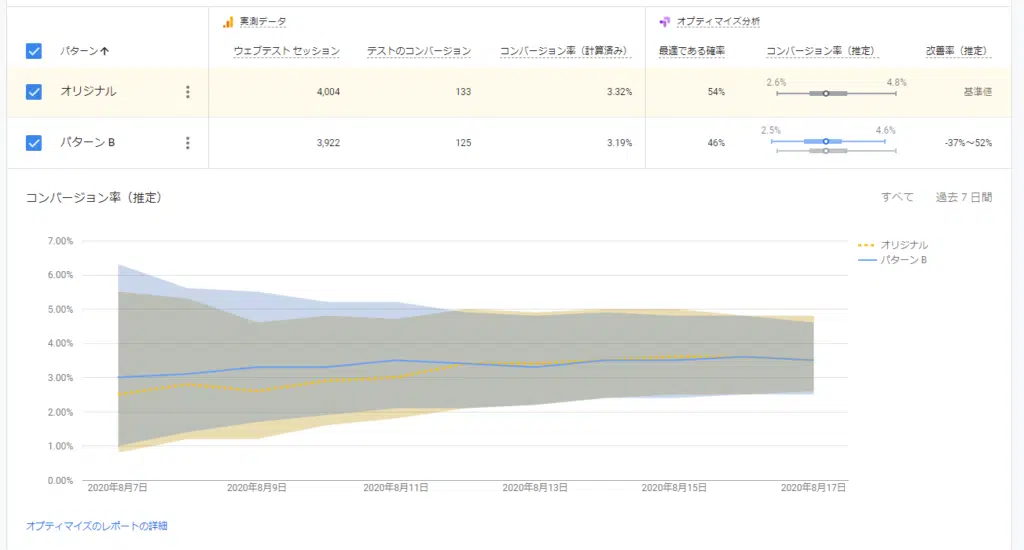 実測データ
オプティマイズ分析
パターン↑
ウェブテスト セッション
テストのコンバージョン
コンバージョン率（計算済み）
最適である確率
コンバージョン率（推定）
改善率（推定）
オリジナル
4,004
133
3.32%
54%
2.6%
4.8%
基準値
パターン B
3,922
125
3.19%
46%
2.5%
4.6%
-37%～52%
コンバージョン率（推定）
すべて
過去 7 日間
7.00%
6.00%
5.00%
4.00%
3.00%
2.00%
1.00%
0.00%
オリジナル
パターン B
2020年8月7日
2020年8月9日
2020年8月11日
2020年8月13日
2020年8月15日
2020年8月17日
オプティマイズのレポートの詳細